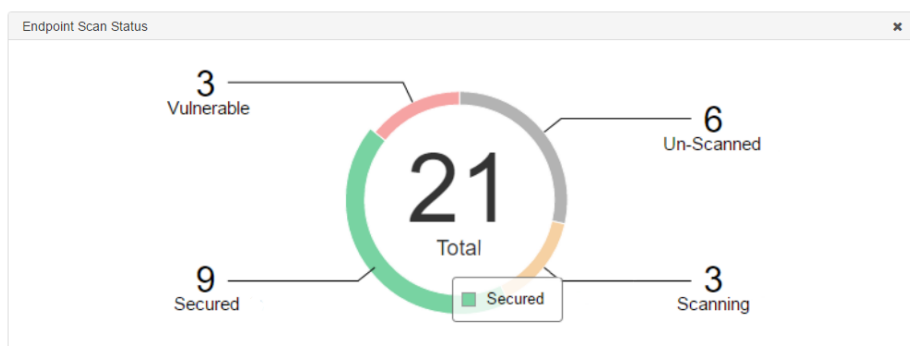 Endpoint Scan Status ✖
3
Vulnerable
6
Un-Scanned
21
Total
9
Secured
Secured
3
Scanning